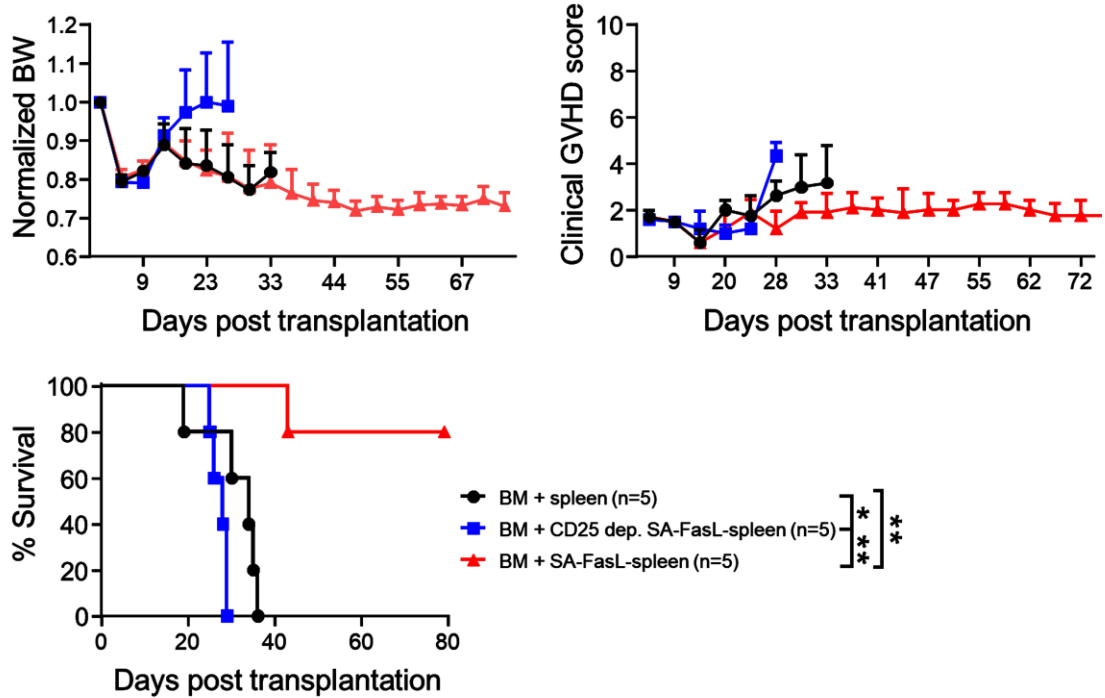 Normalized BW
1.2
1.1
1.0
0.9
0.8
0.7
0.6
9 23 33 44 55 67
Days post transplantation
Clinical GVHD score
10
8
6
4
2
0
9 20 28 33 41 47 55 62 72
Days post transplantation
% Survival
100
80
60
40
20
0
0 20 40 60 80
Days post transplantation
BM + spleen (n=5)
BM + CD25 dep. SA-FasL-spleen (n=5)
BM + SA-FasL-spleen (n=5)
*
**
**